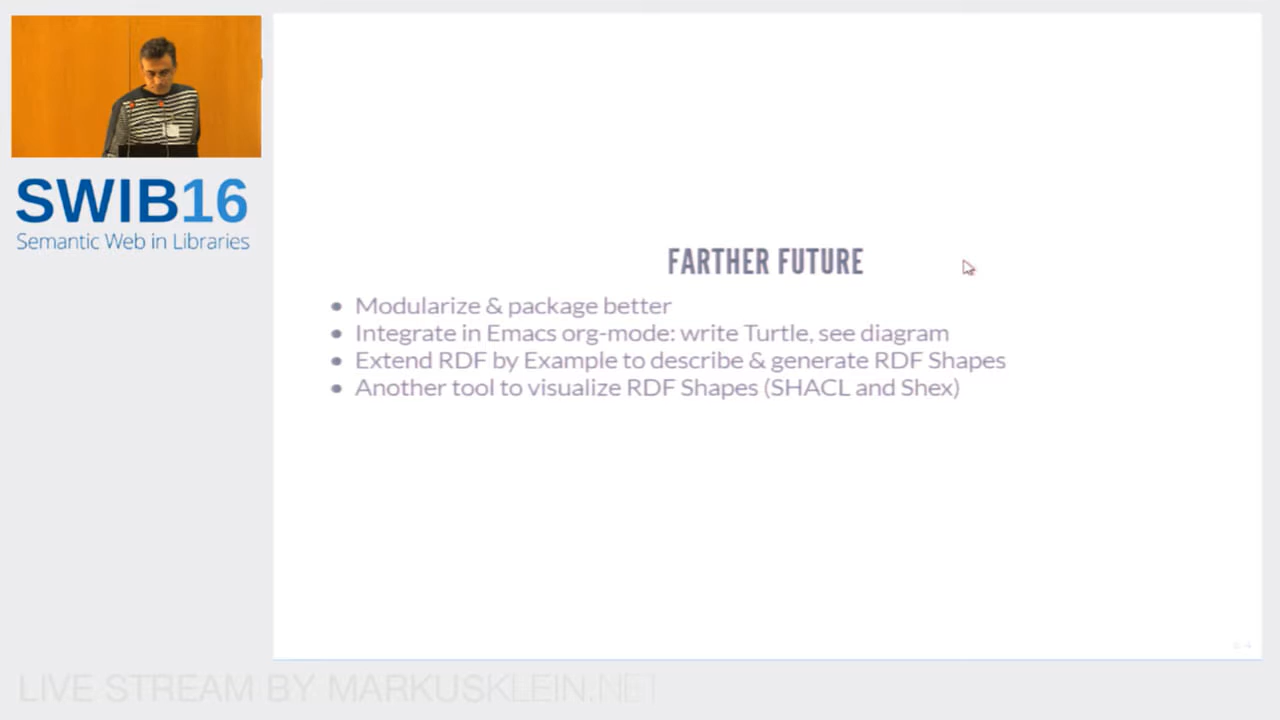 SWIB16
Semantic Web in Libraries
FARTHER FUTURE
Modularize & package better
Integrate in Emacs org-mode: write Turtle, see diagram
Extend RDF by Example to describe & generate RDF Shapes
Another tool to visualize RDF Shapes (SHACL and Shex)
LIVE STREAM BY MARKUSKLEIN.NET